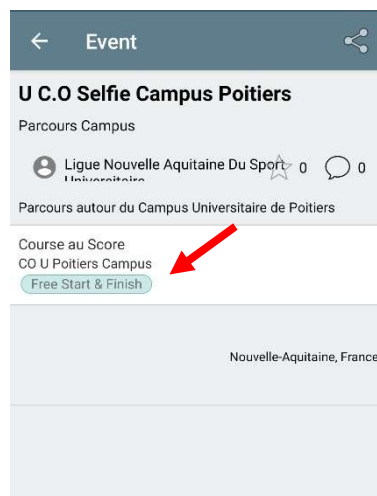 Event
U C.O Selfie Campus Poitiers
Parcours Campus
Ligue Nouvelle Aquitaine Du Sport 0 0
Universitaire
Parcours autour du Campus Universitaire de Poitiers
Course au Score
CO U Poitiers Campus
Free Start & Finish
Nouvelle-Aquitaine, France